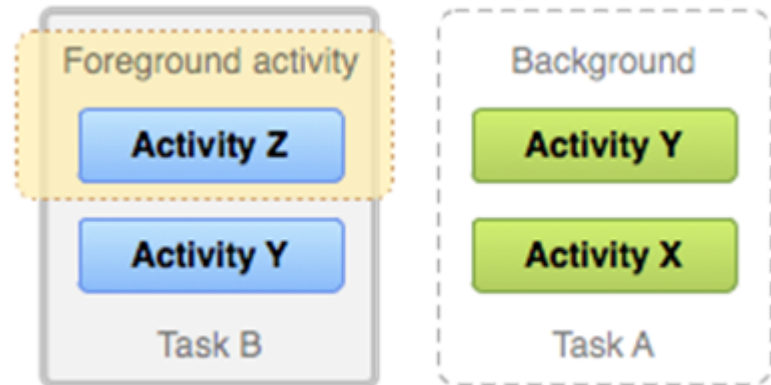 Foreground activity
Activity Z
Activity Y
Task B
Background
Activity Y
Activity X
Task A